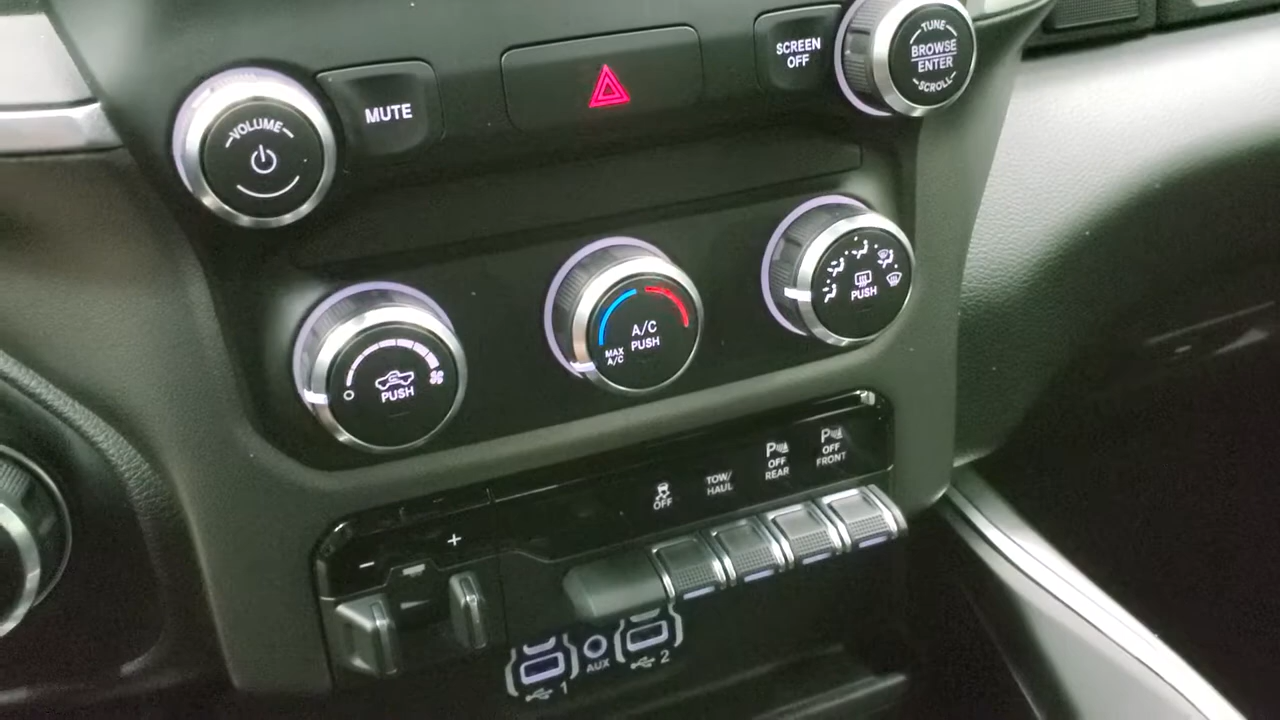 VOLUME
MUTE
SCREEN
OFF
TUNE
BROWSE
ENTER
SCROLL
PUSH
MAX
A/C
A/C
PUSH
PUSH
OFF
TOW/
HAUL
P
OFF
REAR
P
OFF
FRONT
+
-
1
AUX
2